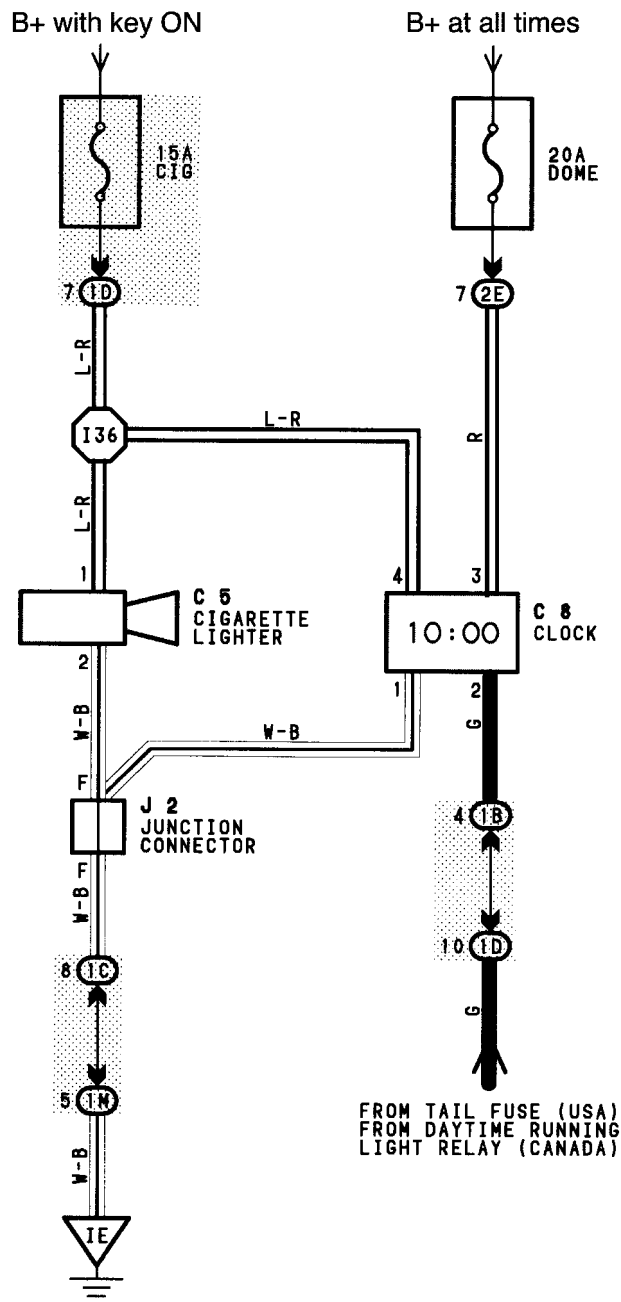 B+ with key ON
B+ at all times
15A
CIG
20A
DOME
7 1D
7 2E
L-R
L-R
R
I36
L-R
1
4
3
C 5
CIGARETTE
LIGHTER
10:00
C 8
CLOCK
2
1
2
W-B
W-B
G
F
J 2
JUNCTION
CONNECTOR
4 1B
F
W-B
10 1D
8 1C
G
5 1M
FROM TAIL FUSE (USA)
FROM DAYTIME RUNNING
LIGHT RELAY (CANADA)
W-B
IE